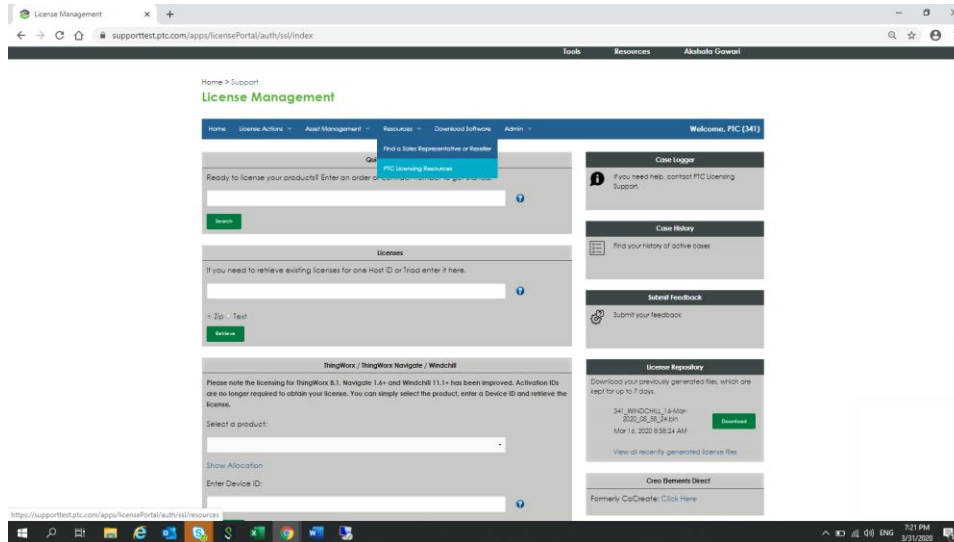 License Management
supporttest.ptc.com/apps/licensePortal/auth/ssl/index
Tools Resources Akshata Gawari
Home > Support
License Management
Home License Actions Asset Management Resources Download Software Admin Welcome, PTC (341)
Find a Sales Representative or Reseller
PTC Licensing Resources
Qui
Ready to license your products? Enter an order or
Search
Licenses
If you need to retrieve existing licenses for one Host ID or Triad enter it here.
Zip Text
Retrieve
ThingWorx / ThingWorx Navigate / Windchill
Please note the licensing for ThingWorx 8.1, Navigate 1.6+ and Windchill 11.1+ has been improved. Activation IDs
are no longer required to obtain your license. You can simply select the product, enter a Device ID and retrieve the
license.
Select a product:
Show Allocation
Enter Device ID:
Case Logger
If you need help, contact PTC Licensing
Support.
Case History
Find your history of active cases
Submit Feedback
Submit your feedback
License Repository
Download your previously generated files, which are
kept for up to 7 days.
341_WINDCHILL_16-Mar-
2020_08_58_24.bin
Mar 16, 2020 8:58:24 AM
Download
View all recently generated license files
Creo Elements Direct
Formerly CoCreate: Click Here
https://supporttest.ptc.com/apps/licensePortal/auth/ssl/resources
ENG
7:21 PM
3/31/2020